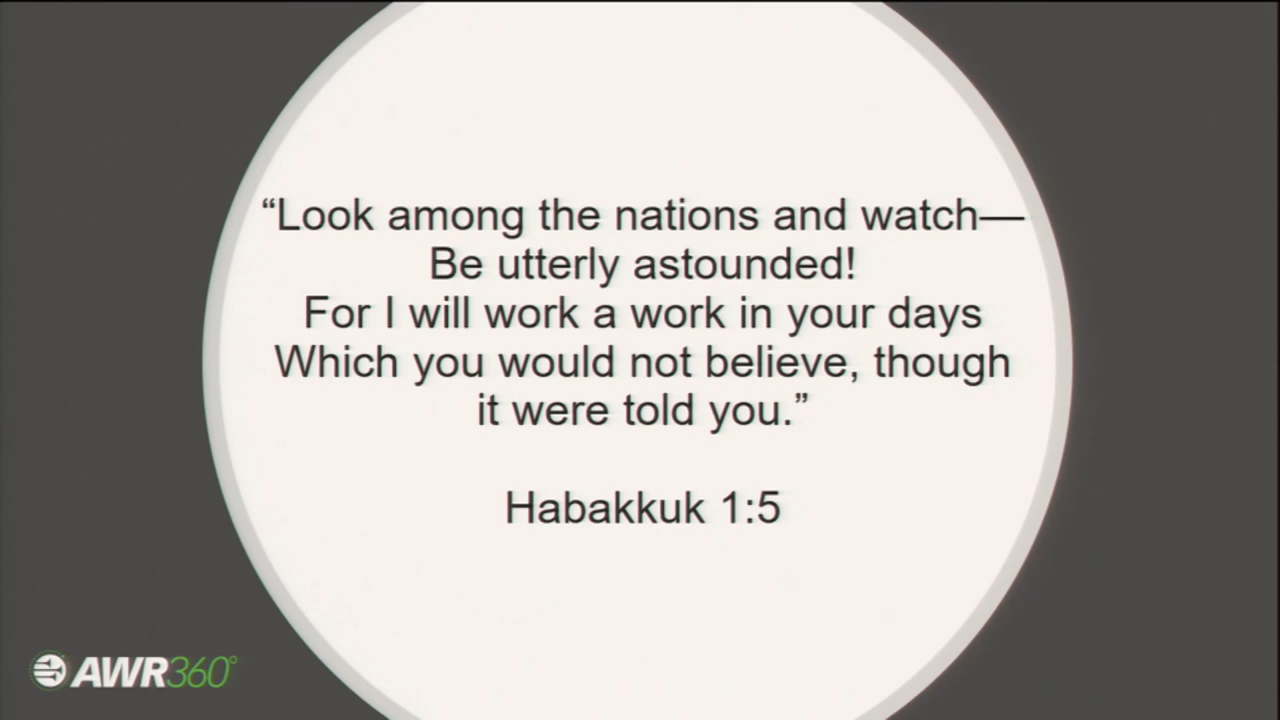 “Look among the nations and watch—
Be utterly astounded!
For I will work a work in your days
Which you would not believe, though
it were told you.”
Habakkuk 1:5
AWR360°